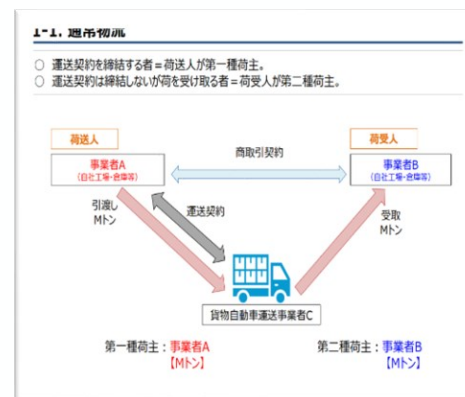 1-1. 通常物流
○ 運送契約を締結する者＝荷送人が第一種荷主。
○ 運送契約は締結しないが荷を受け取る者＝荷受人が第二種荷主。
荷送人
荷受人
事業者A
（自社工場・倉庫等）
商取引契約
事業者B
（自社工場・倉庫等）
引渡し
Mトン
運送契約
受取
Mトン
貨物自動車運送事業者C
第一種荷主：事業者A
【Mトン】
第二種荷主：事業者B
【Mトン】